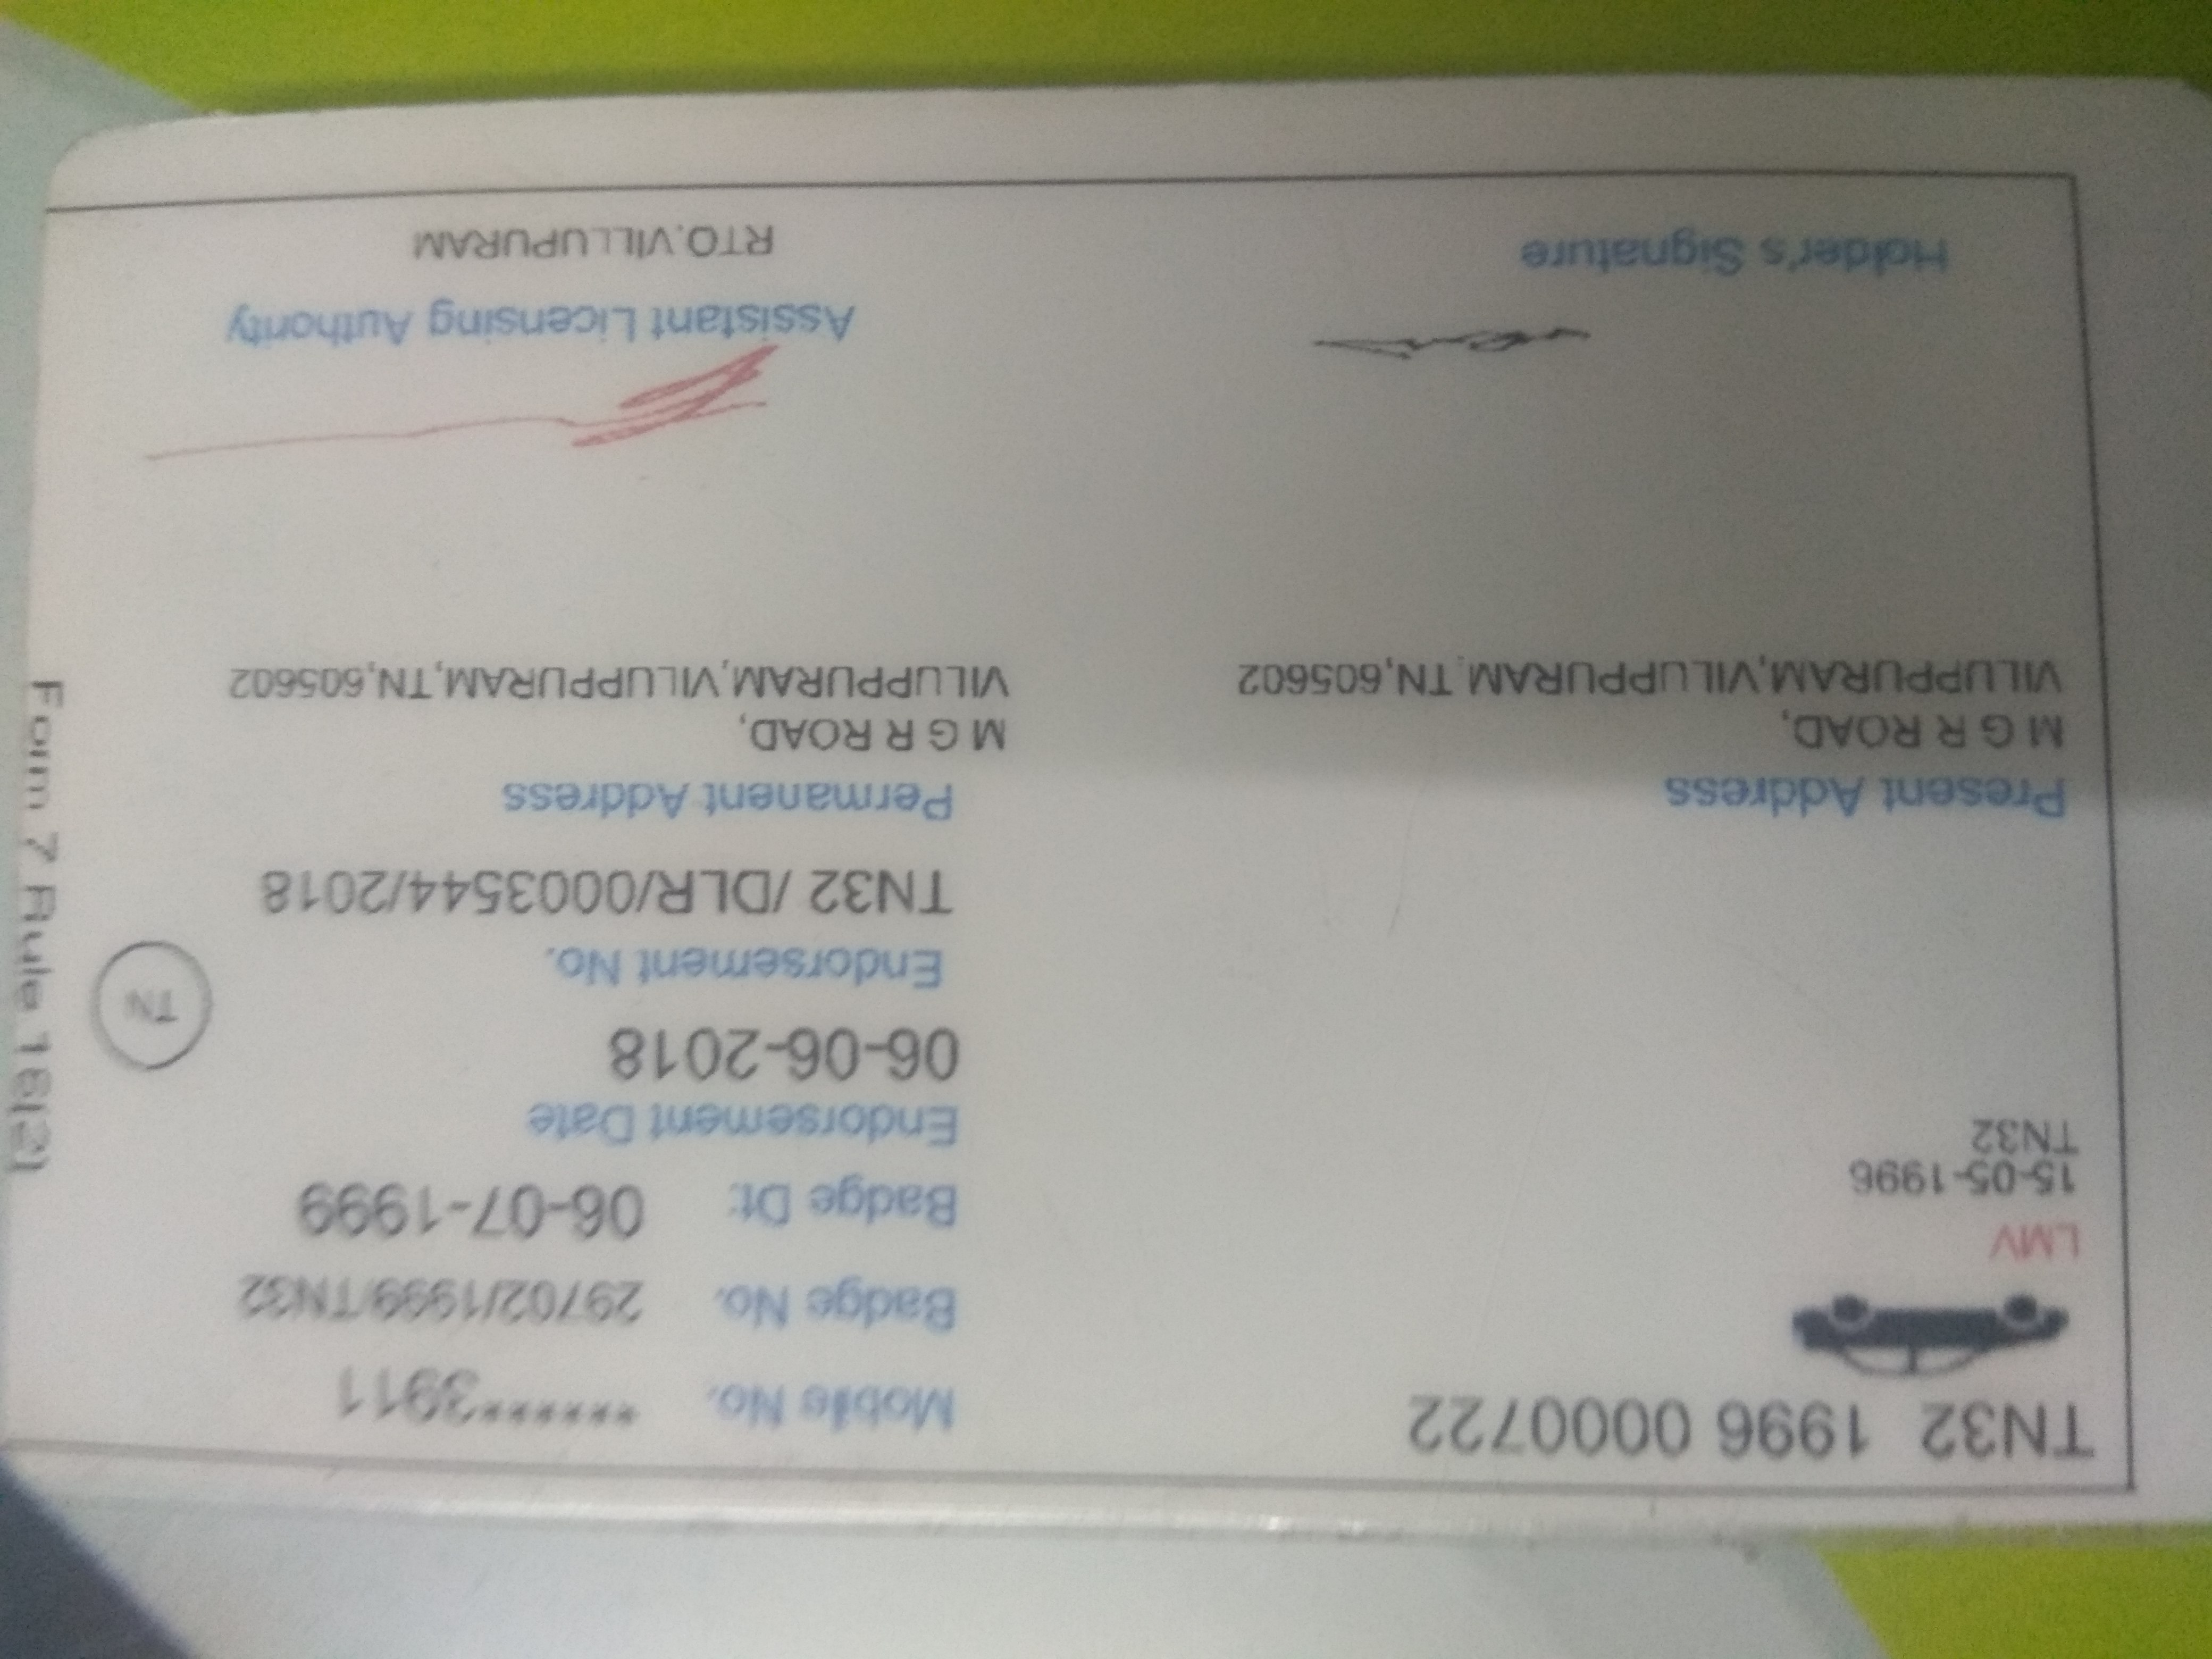 TN32 1996 0000722
LMV
15-05-1996
TN32
Mobile No. ******3911
Badge No. 29702/1999/TN32
Badge Dt: 06-07-1999
Endorsement Date
06-06-2018
Endorsement No.
TN32 /DLR/0003544/2018
TN
Present Address
M G R ROAD,
VILUPPURAM,VILUPPURAM,TN,605602
Permanent Address
M G R ROAD,
VILUPPURAM,VILUPPURAM,TN,605602
Holder's Signature
Assistant Licensing Authority
RTO,VILLUPURAM
Form 7 Rule 16(2)